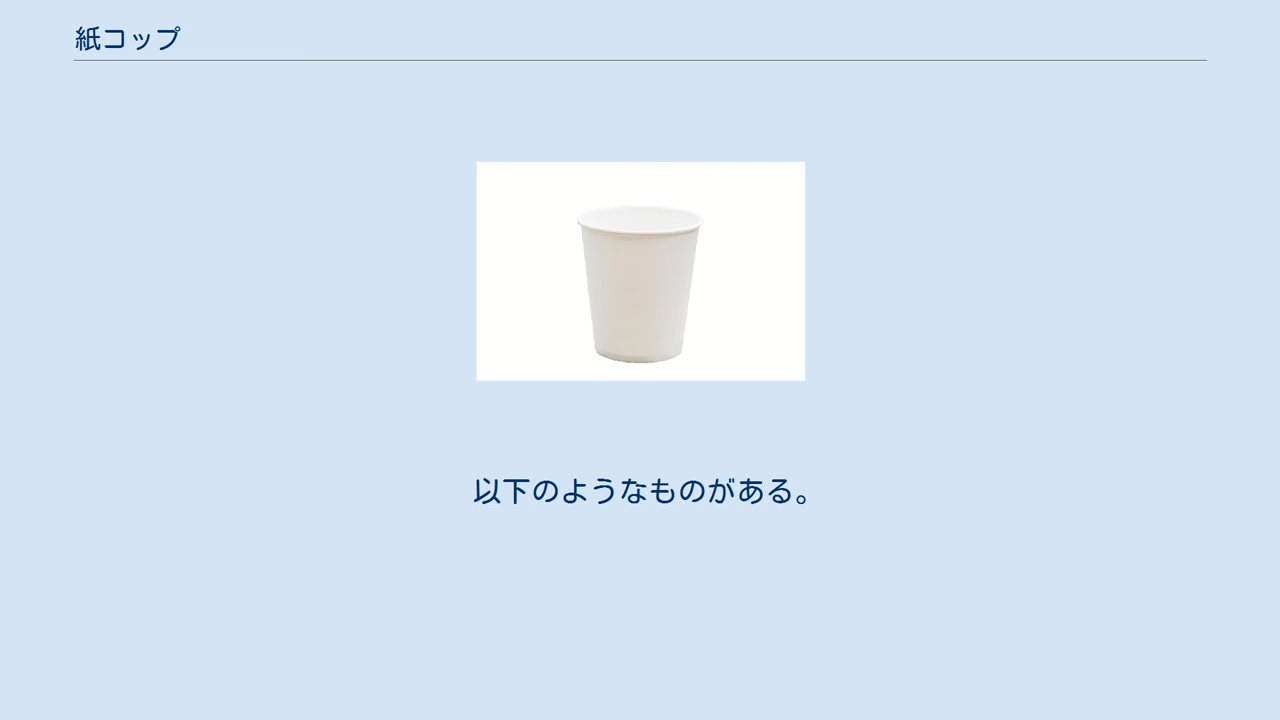 紙コップ
以下のようなものがある。